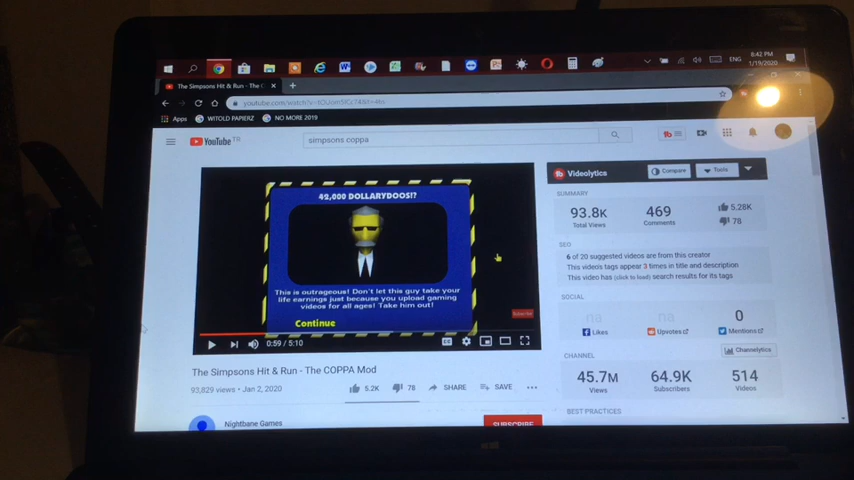 8:42 PM
ENG
1/19/2020
The Simpsons Hit & Run - The C
Apps
WITOLD PAPIERZ
NO MORE 2019
YouTube
simpsons coppa
42,000 DOLLARYDOOS!?
This is outrageous! Don't let this guy take your
life earnings just because you upload gaming
videos for all ages! Take him out!
Continue
0:59 / 5:10
The Simpsons Hit & Run - The COPPA Mod
93,829 views • Jan 2, 2020
5.2K
78
SHARE
SAVE
Nightbane Games
SUBSCRIBE
tb Videolytics
Compare
Tools
SUMMARY
93.8K
Total Views
469
Comments
5.28K
78
SEO
6 of 20 suggested videos are from this creator
This videos tags appear 3 times in title and description
This video has (click to load) search results for its tags
SOCIAL
na
Likes
na
Upvotes
0
Mentions
Channelytics
CHANNEL
45.7M
Views
64.9K
Subscribers
514
Videos
BEST PRACTICES